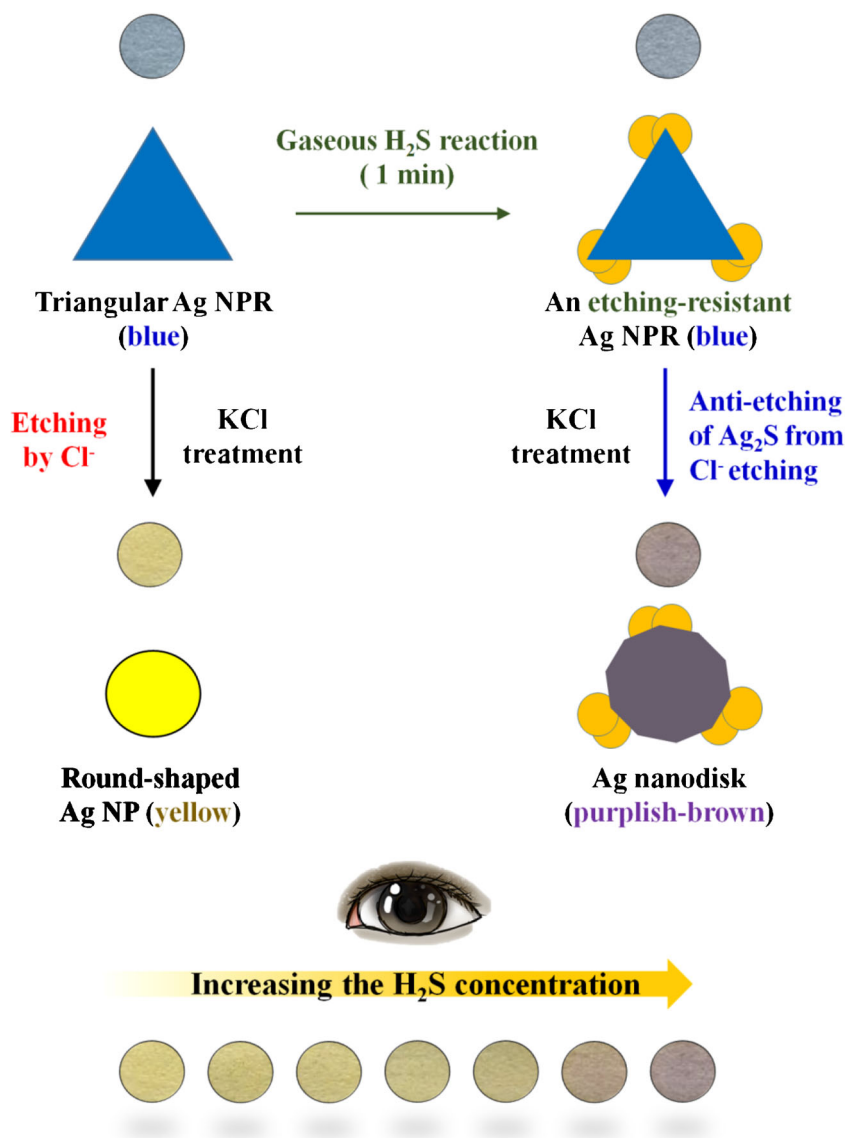 Gaseous H₂S reaction
( 1 min)
Triangular Ag NPR
(blue)
An etching-resistant
Ag NPR (blue)
Etching
by Cl⁻
KCl
treatment
KCl
treatment
Anti-etching
of Ag₂S from
Cl⁻ etching
Round-shaped
Ag NP (yellow)
Ag nanodisk
(purplish-brown)
Increasing the H₂S concentration